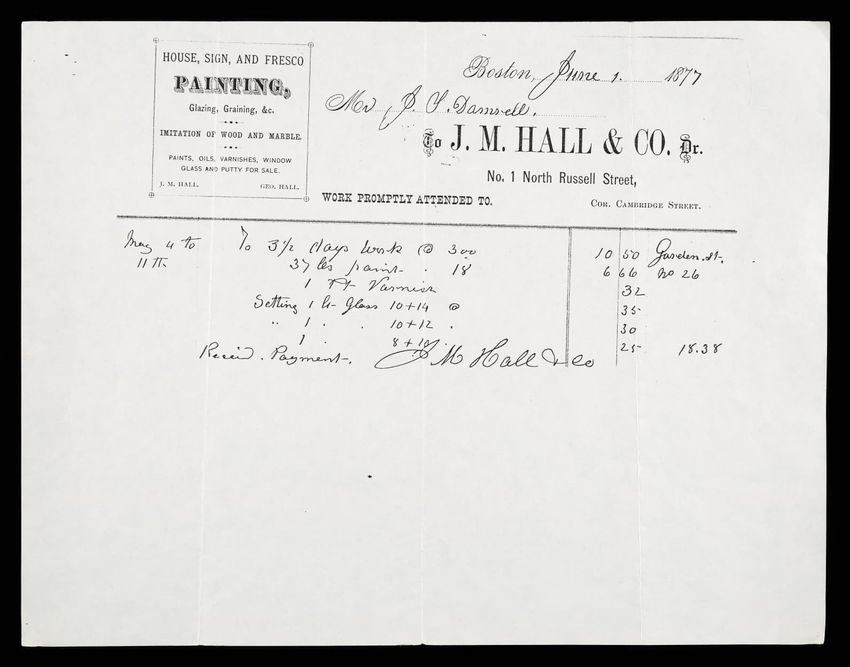 HOUSE, SIGN, AND FRESCO
PAINTING,
Glazing, Graining, &c.
IMITATION OF WOOD AND MARBLE.
PAINTS, OILS, VARNISHES, WINDOW
GLASS AND PUTTY FOR SALE.
J. M. HALL. GEO. HALL.
Boston, June 1. 1877
Mr J. S. Damrell.
To J. M. HALL & CO. Dr.
No. 1 North Russell Street,
WORK PROMPTLY ATTENDED TO. COR. CAMBRIDGE STREET.
May 4 to To 3 1/2 days work @ 300 10 50 Garden St.
11th 37 lbs paint . 18 6 66 No 26
1 Varnish 32
Setting 1 Lt Glass 10+14 @ 35
" 1 . . 10+12 . 30
1 . 8+10 . 25 18.38
Receid. Payment. J M Hall & Co